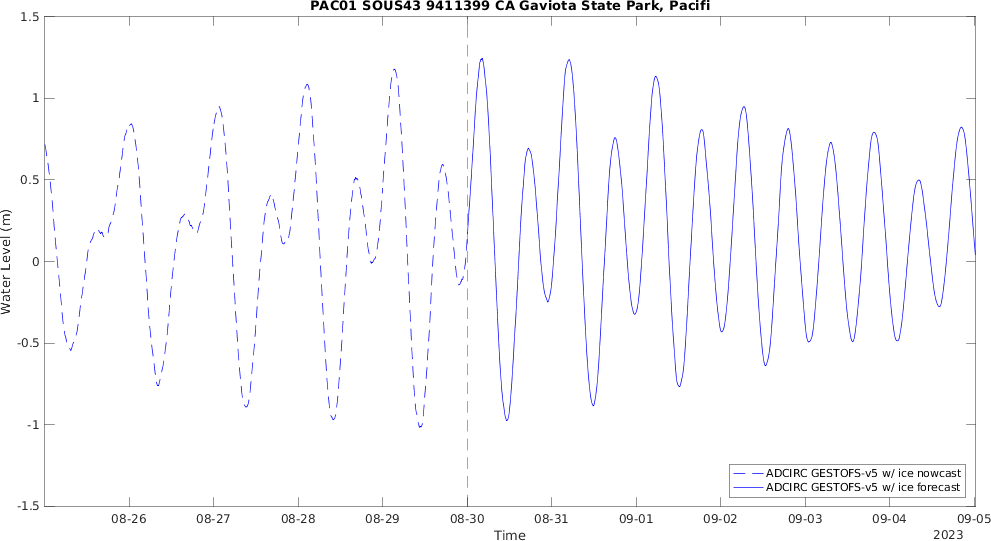 PAC01 SOUS43 9411399 CA Gaviota State Park, Pacifi
1.5
1
0.5
0
-0.5
-1
-1.5
Water Level (m)
ADCIRC GESTOFS-v5 w/ ice nowcast
ADCIRC GESTOFS-v5 w/ ice forecast
08-26 08-27 08-28 08-29 08-30 08-31 09-01 09-02 09-03 09-04 09-05
Time
2023